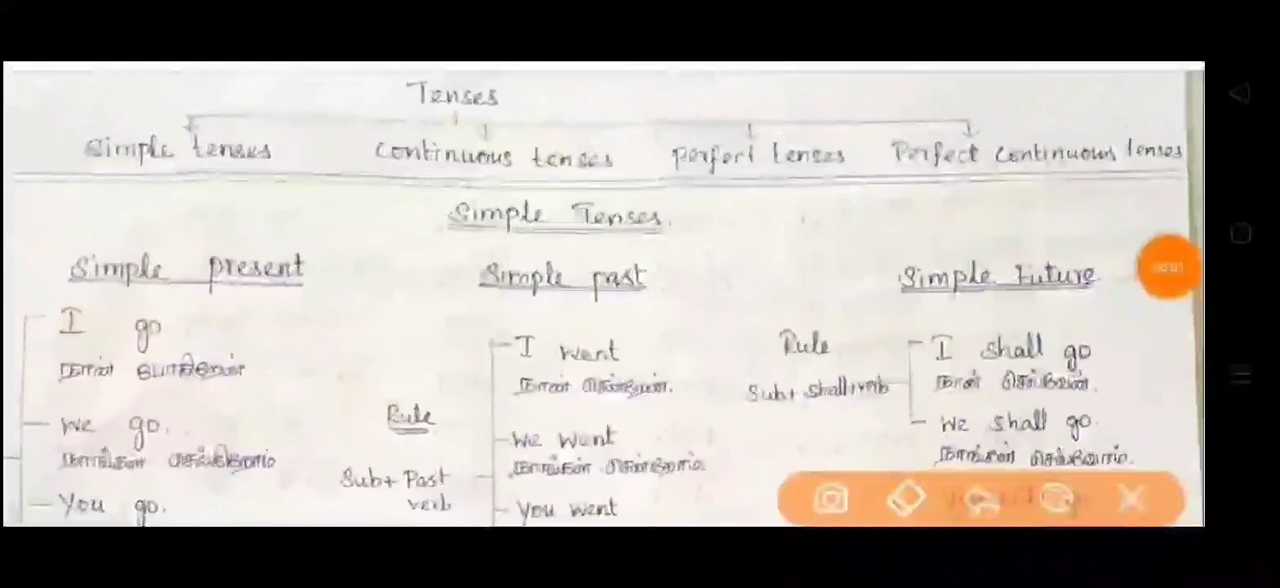 Tenses
Simple tenses
Continuous tenses
perfect tenses
Perfect continuous tenses
Simple Tenses.
Simple present
I go
நான் போகிறேன்
We go.
நாங்கள் செல்கிறோம்
You go.
Simple past
Rule
Sub+ Past verb
I went
நான் சென்றேன்.
We went
நாங்கள் சென்றோம்
You went
Simple Future
Rule
Sub+ shall+verb
I shall go
நான் செல்வேன்.
We shall go.
நாங்கள் செல்வோம்.
00:01